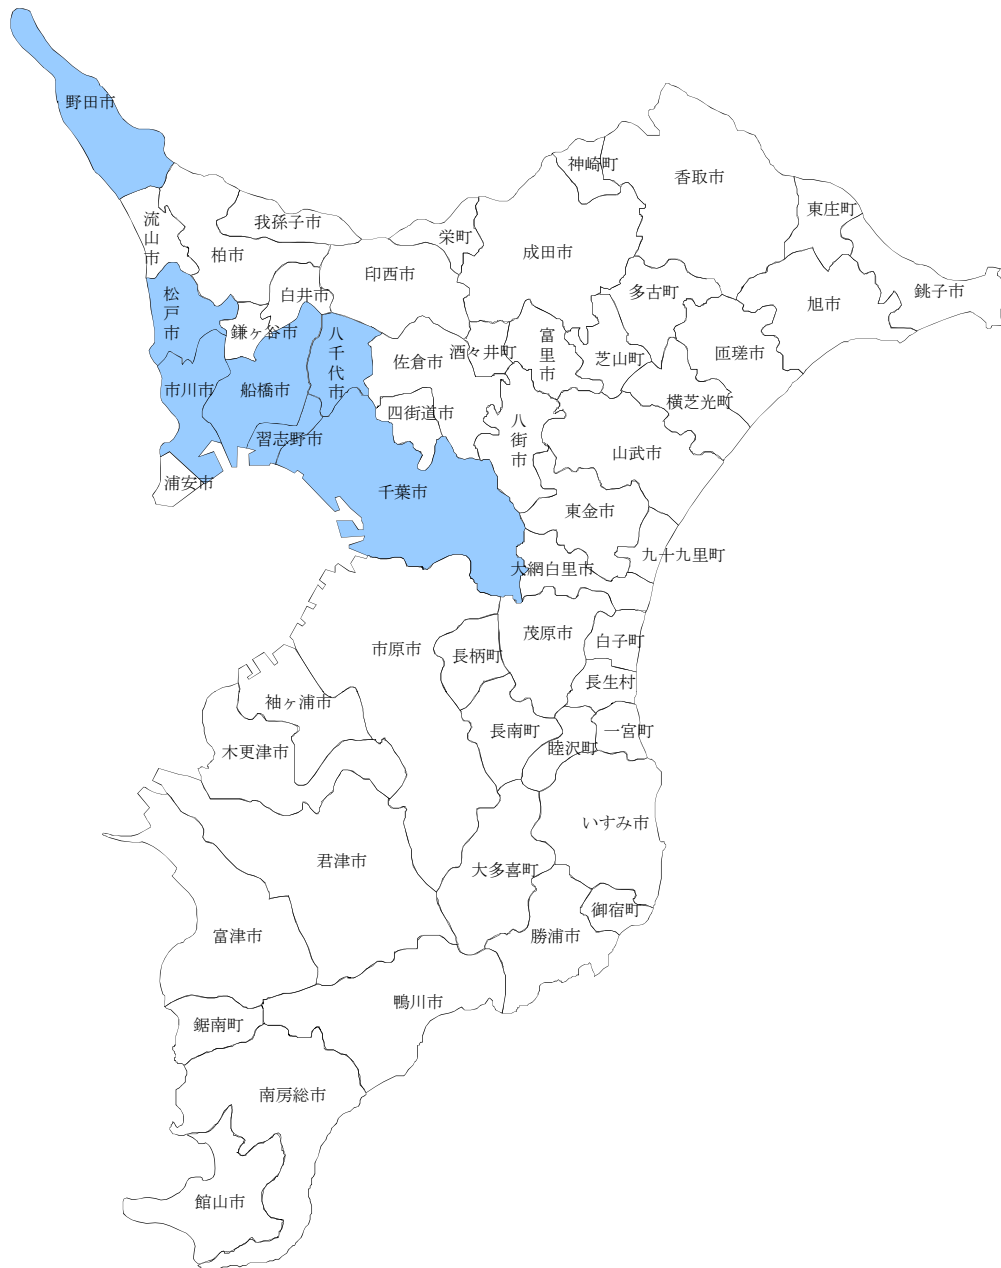 野田市
流山市
柏市
我孫子市
栄町
神崎町
香取市
東庄町
銚子市
成田市
印西市
白井市
多古町
旭市
松戸市
鎌ヶ谷市
八千代市
佐倉市
酒々井町
富里市
芝山町
匝瑳市
横芝光町
市川市
船橋市
四街道市
習志野市
八街市
山武市
浦安市
千葉市
東金市
九十九里町
大網白里市
市原市
茂原市
白子町
長柄町
長生村
袖ヶ浦市
長南町
一宮町
睦沢町
木更津市
いすみ市
君津市
大多喜町
御宿町
勝浦市
富津市
鴨川市
鋸南町
南房総市
館山市